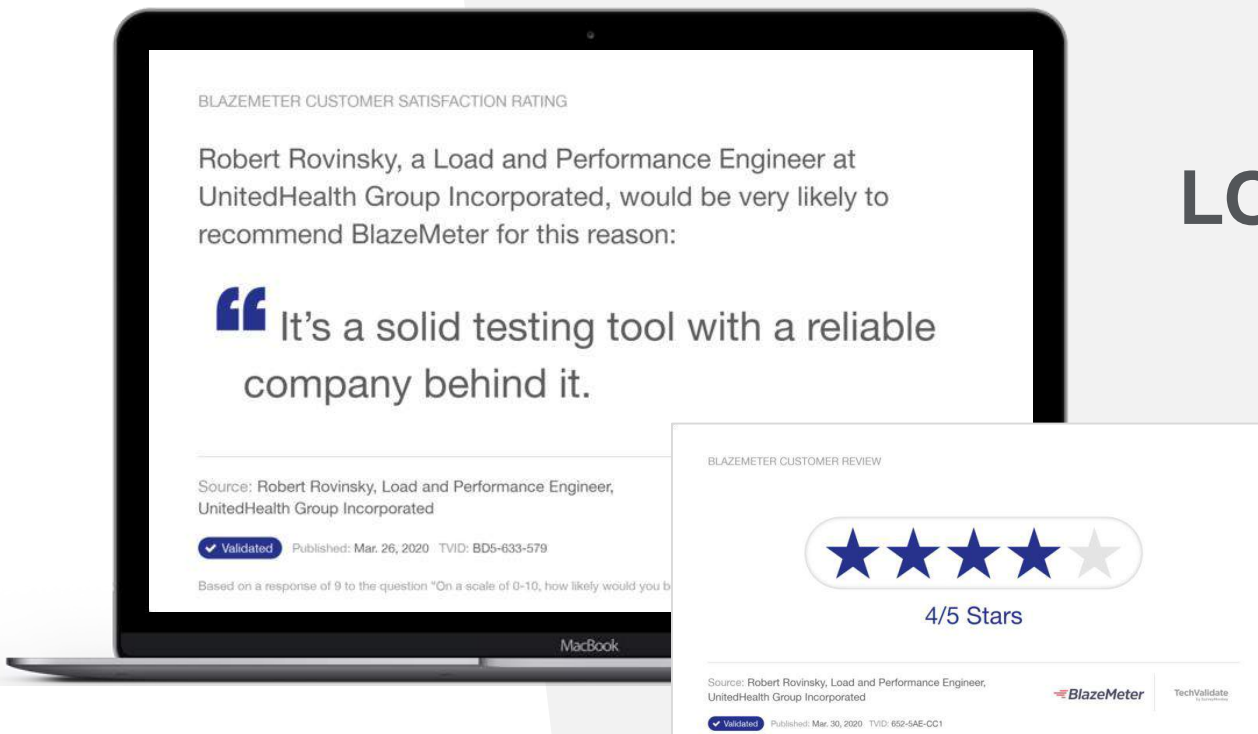 BLAZEMETER CUSTOMER SATISFACTION RATING
Robert Rovinsky, a Load and Performance Engineer at
UnitedHealth Group Incorporated, would be very likely to
recommend BlazeMeter for this reason:
“ It’s a solid testing tool with a reliable
company behind it.
Source: Robert Rovinsky, Load and Performance Engineer,
UnitedHealth Group Incorporated
Validated Published: Mar. 26, 2020 TVID: BD5-633-579
Based on a response of 9 to the question "On a scale of 0-10, how likely would you b
MacBook
LO
BLAZEMETER CUSTOMER REVIEW
4/5 Stars
Source: Robert Rovinsky, Load and Performance Engineer,
UnitedHealth Group Incorporated
Validated Published: Mar. 30, 2020 TVID: 652-5AE-CC1
BlazeMeter
TechValidate
by SurveyMonkey